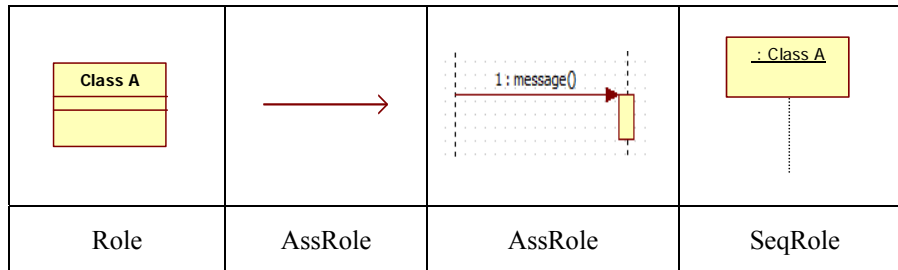 Class A
1 : message()
: Class A
Role
AssRole
AssRole
SeqRole